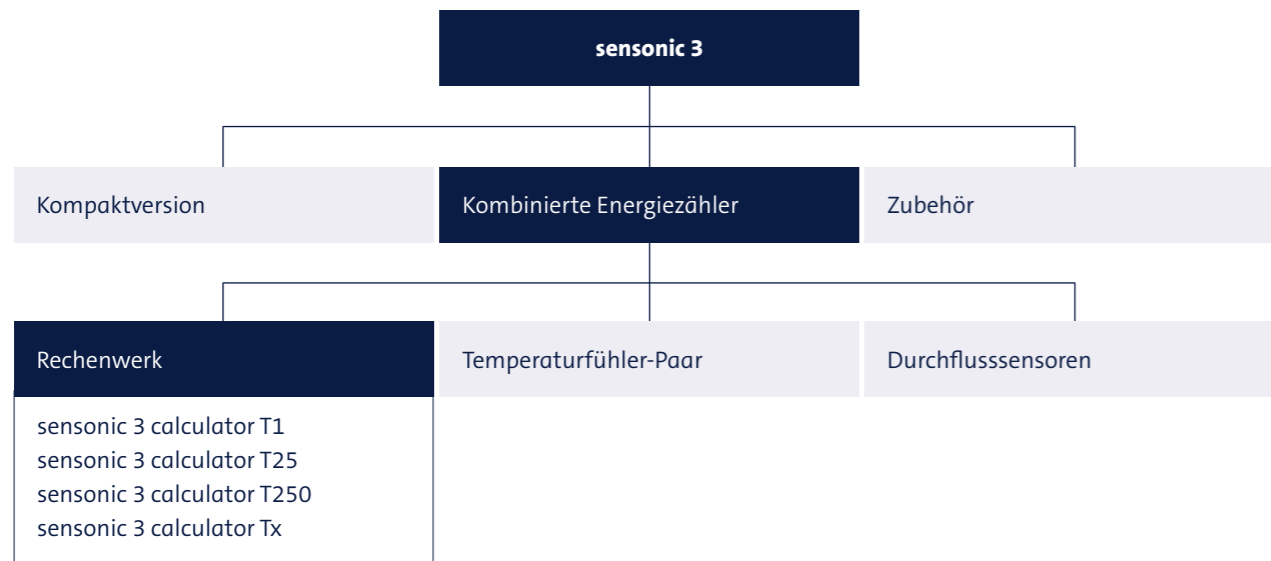 sensonic 3
Kompaktversion
Kombinierte Energiezähler
Zubehör
Rechenwerk
Temperaturfühler-Paar
Durchflusssensoren
sensonic 3 calculator T1
sensonic 3 calculator T25
sensonic 3 calculator T250
sensonic 3 calculator Tx